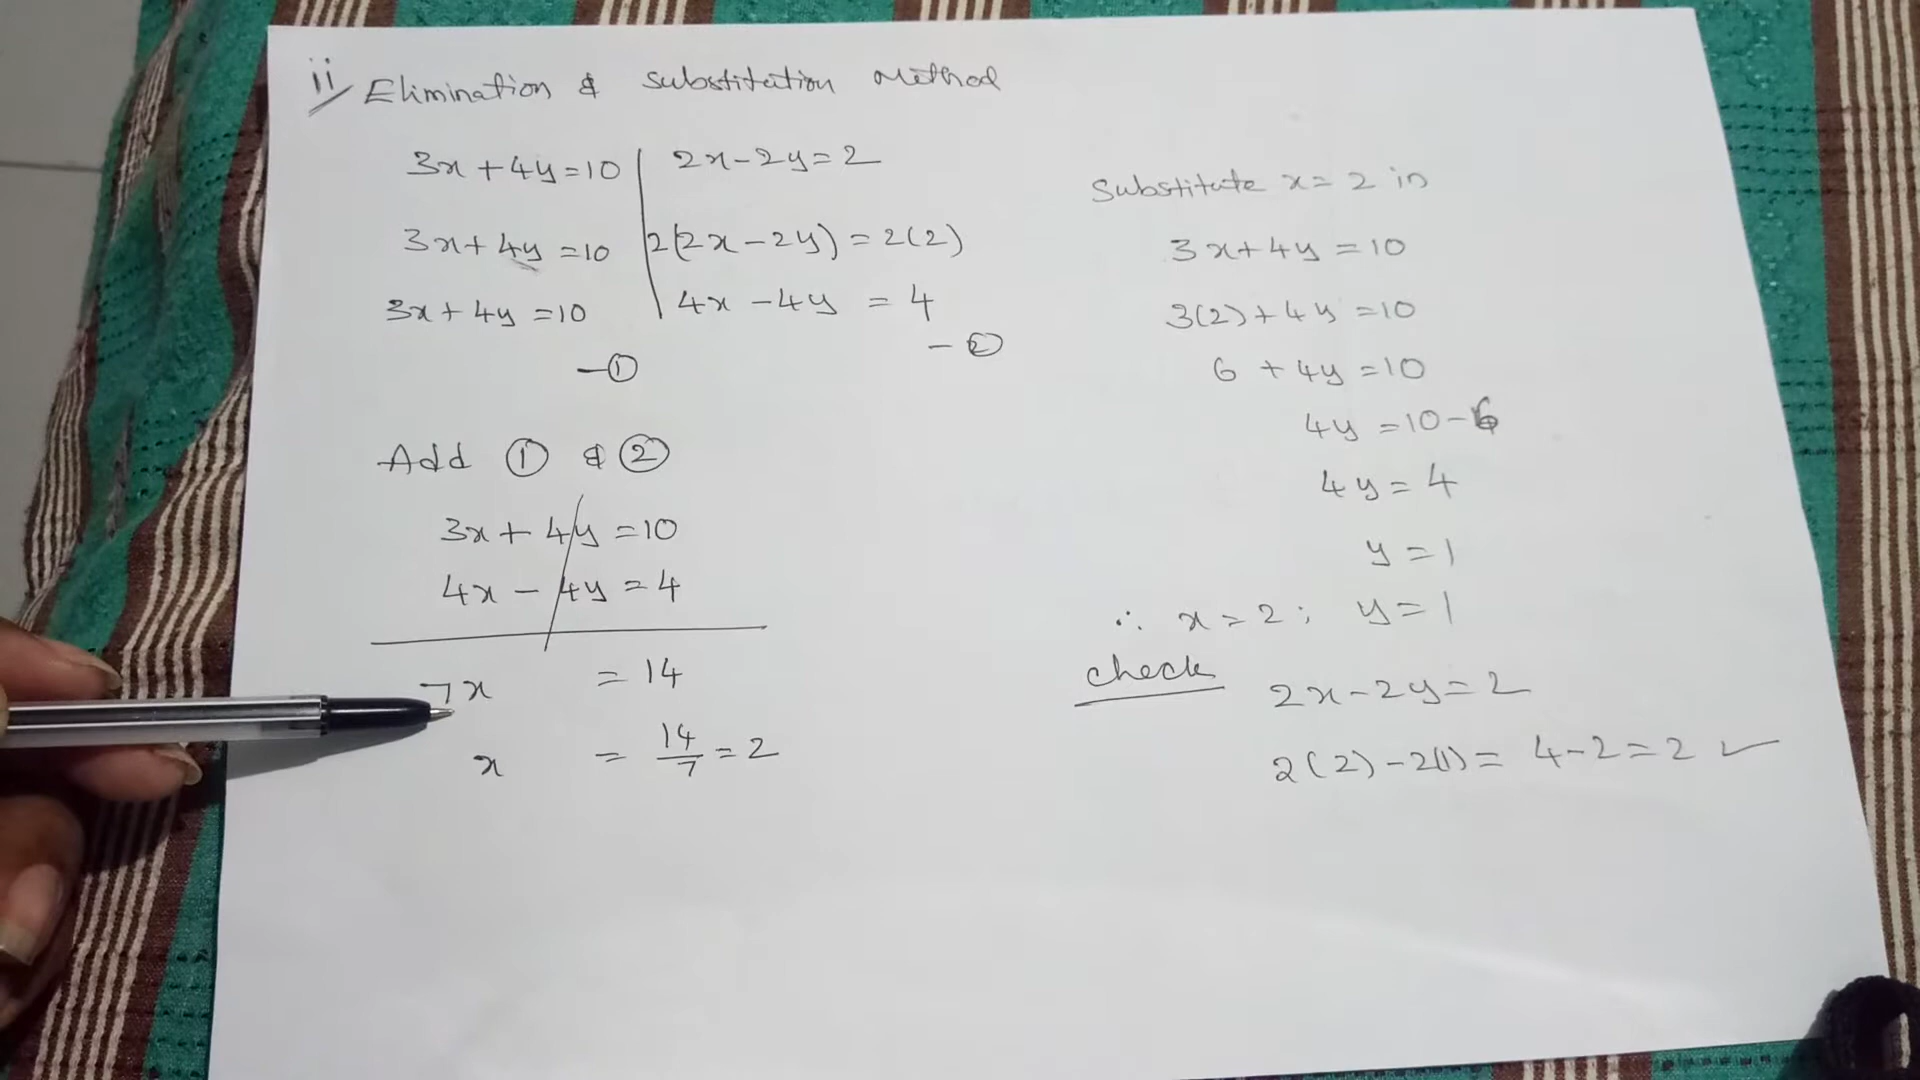 ii/ Elimination & substitution Method
3x + 4y = 10 | 2x - 2y = 2
3x + 4y = 10 | 2(2x - 2y) = 2(2)
3x + 4y = 10 | 4x - 4y = 4
- ① - ②
Add ① & ②
3x + 4y = 10
4x - 4y = 4
7x = 14
x = 14/7 = 2
Substitute x = 2 in
3x + 4y = 10
3(2) + 4y = 10
6 + 4y = 10
4y = 10 - 6
4y = 4
y = 1
∴ x = 2; y = 1
check 2x - 2y = 2
2(2) - 2(1) = 4 - 2 = 2 ✓